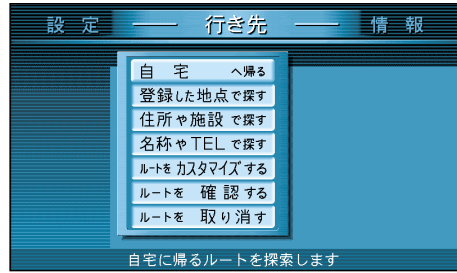 設 定 行き先 情 報
自 宅 へ帰る
登録した地点で探す
住所や施設 で探す
名称やTEL で探す
ルートを カスタマイズ する
ルートを 確 認 する
ルートを 取 り 消 す
自宅に帰るルートを探索します